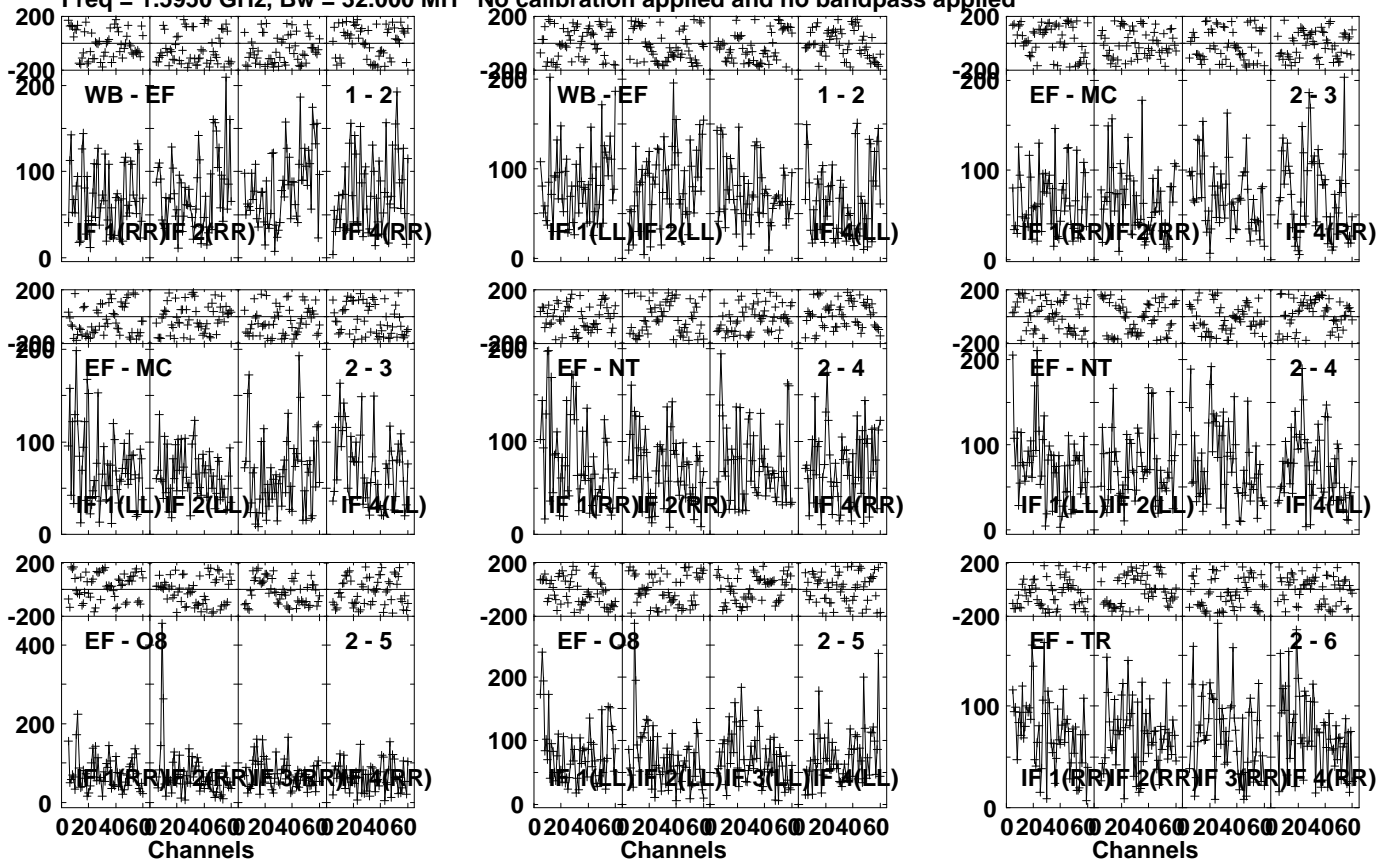 Freq = 1.5950 GHz, Bw = 32.000 MH No calibration applied and no bandpass applied
200
-200
200
100
0
WB - EF 1 - 2
IF 1(RR) IF 2(RR) IF 4(RR)
200
-200
200
100
0
WB - EF 1 - 2
IF 1(LL) IF 2(LL) IF 4(LL)
200
-200
200
100
0
EF - MC 2 - 3
IF 1(RR) IF 2(RR) IF 4(RR)
200
-200
200
100
0
EF - MC 2 - 3
IF 1(LL) IF 2(LL) IF 4(LL)
200
-200
200
100
0
EF - NT 2 - 4
IF 1(RR) IF 2(RR) IF 4(RR)
200
-200
200
100
0
EF - NT 2 - 4
IF 1(LL) IF 2(LL) IF 4(LL)
200
-200
400
200
0
EF - O8 2 - 5
IF 1(RR) IF 2(RR) IF 3(RR) IF 4(RR)
0 20 40 60 0 20 40 60 0 20 40 60 0 20 40 60
Channels
200
-200
200
100
0
EF - O8 2 - 5
IF 1(LL) IF 2(LL) IF 3(LL) IF 4(LL)
0 20 40 60 0 20 40 60 0 20 40 60 0 20 40 60
Channels
200
-200
100
0
EF - TR 2 - 6
IF 1(RR) IF 2(RR) IF 3(RR) IF 4(RR)
0 20 40 60 0 20 40 60 0 20 40 60 0 20 40 60
Channels